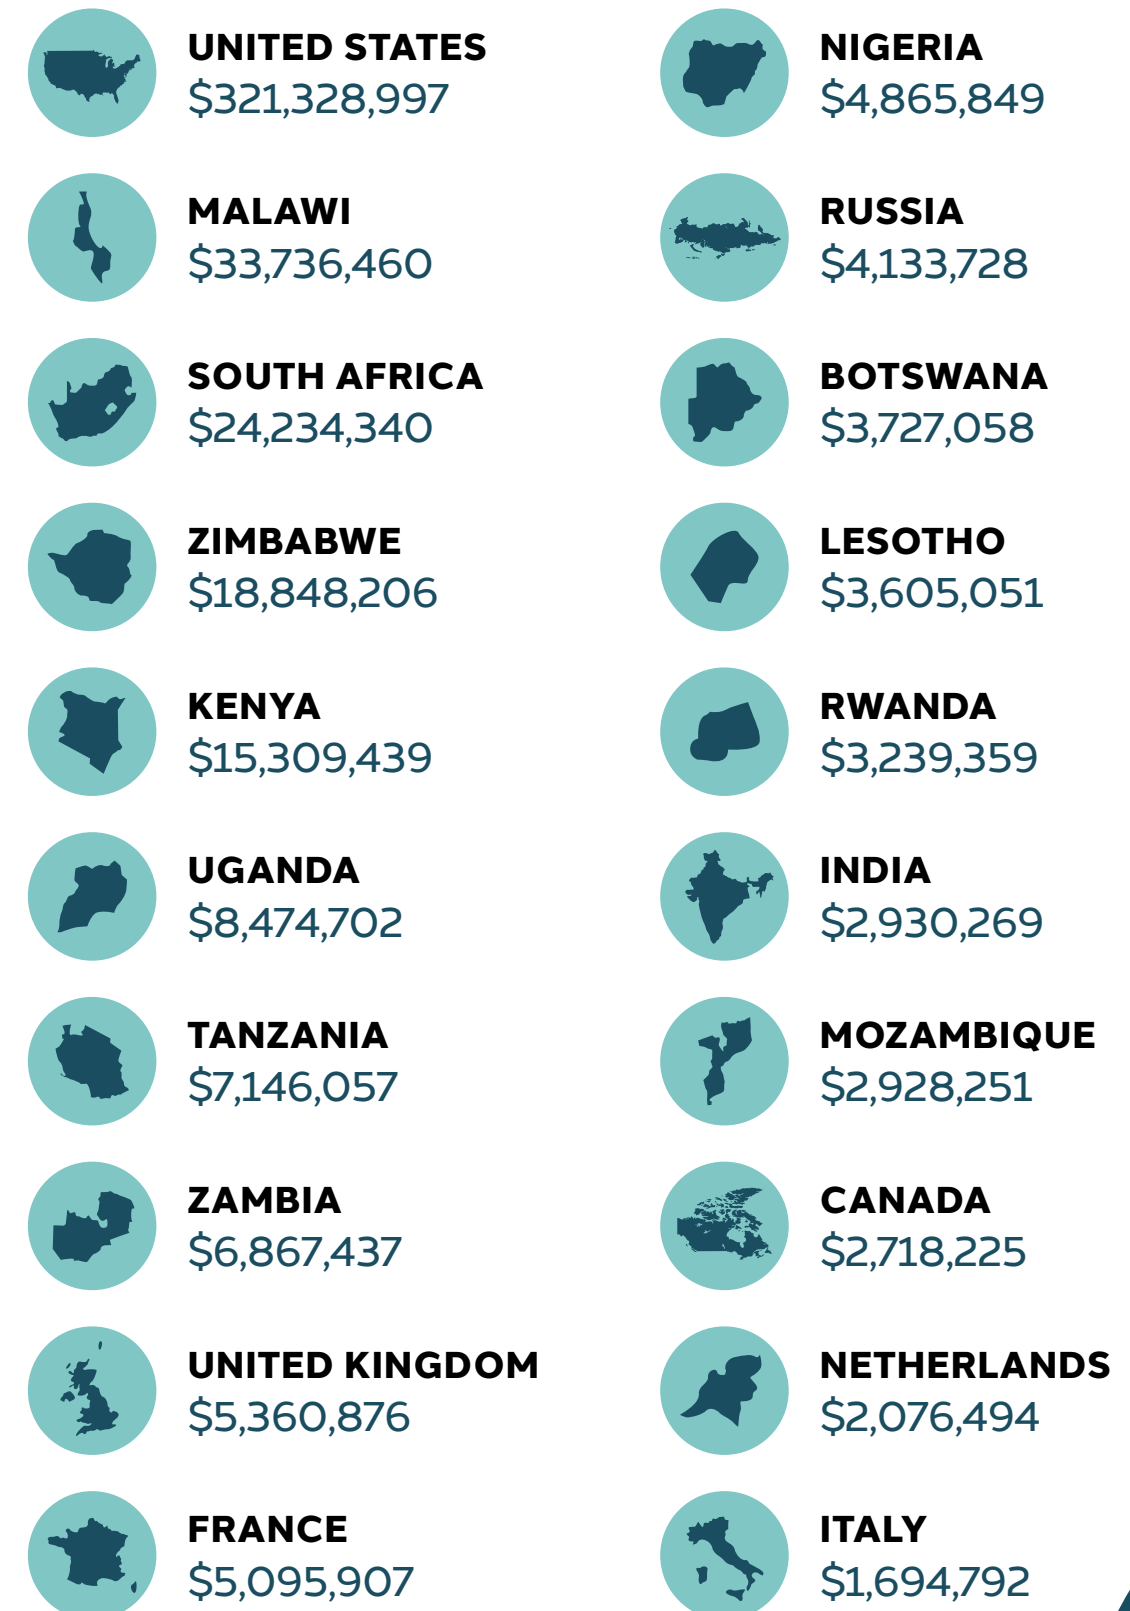 UNITED STATES
$321,328,997
MALAWI
$33,736,460
SOUTH AFRICA
$24,234,340
ZIMBABWE
$18,848,206
KENYA
$15,309,439
UGANDA
$8,474,702
TANZANIA
$7,146,057
ZAMBIA
$6,867,437
UNITED KINGDOM
$5,360,876
FRANCE
$5,095,907
NIGERIA
$4,865,849
RUSSIA
$4,133,728
BOTSWANA
$3,727,058
LESOTHO
$3,605,051
RWANDA
$3,239,359
INDIA
$2,930,269
MOZAMBIQUE
$2,928,251
CANADA
$2,718,225
NETHERLANDS
$2,076,494
ITALY
$1,694,792